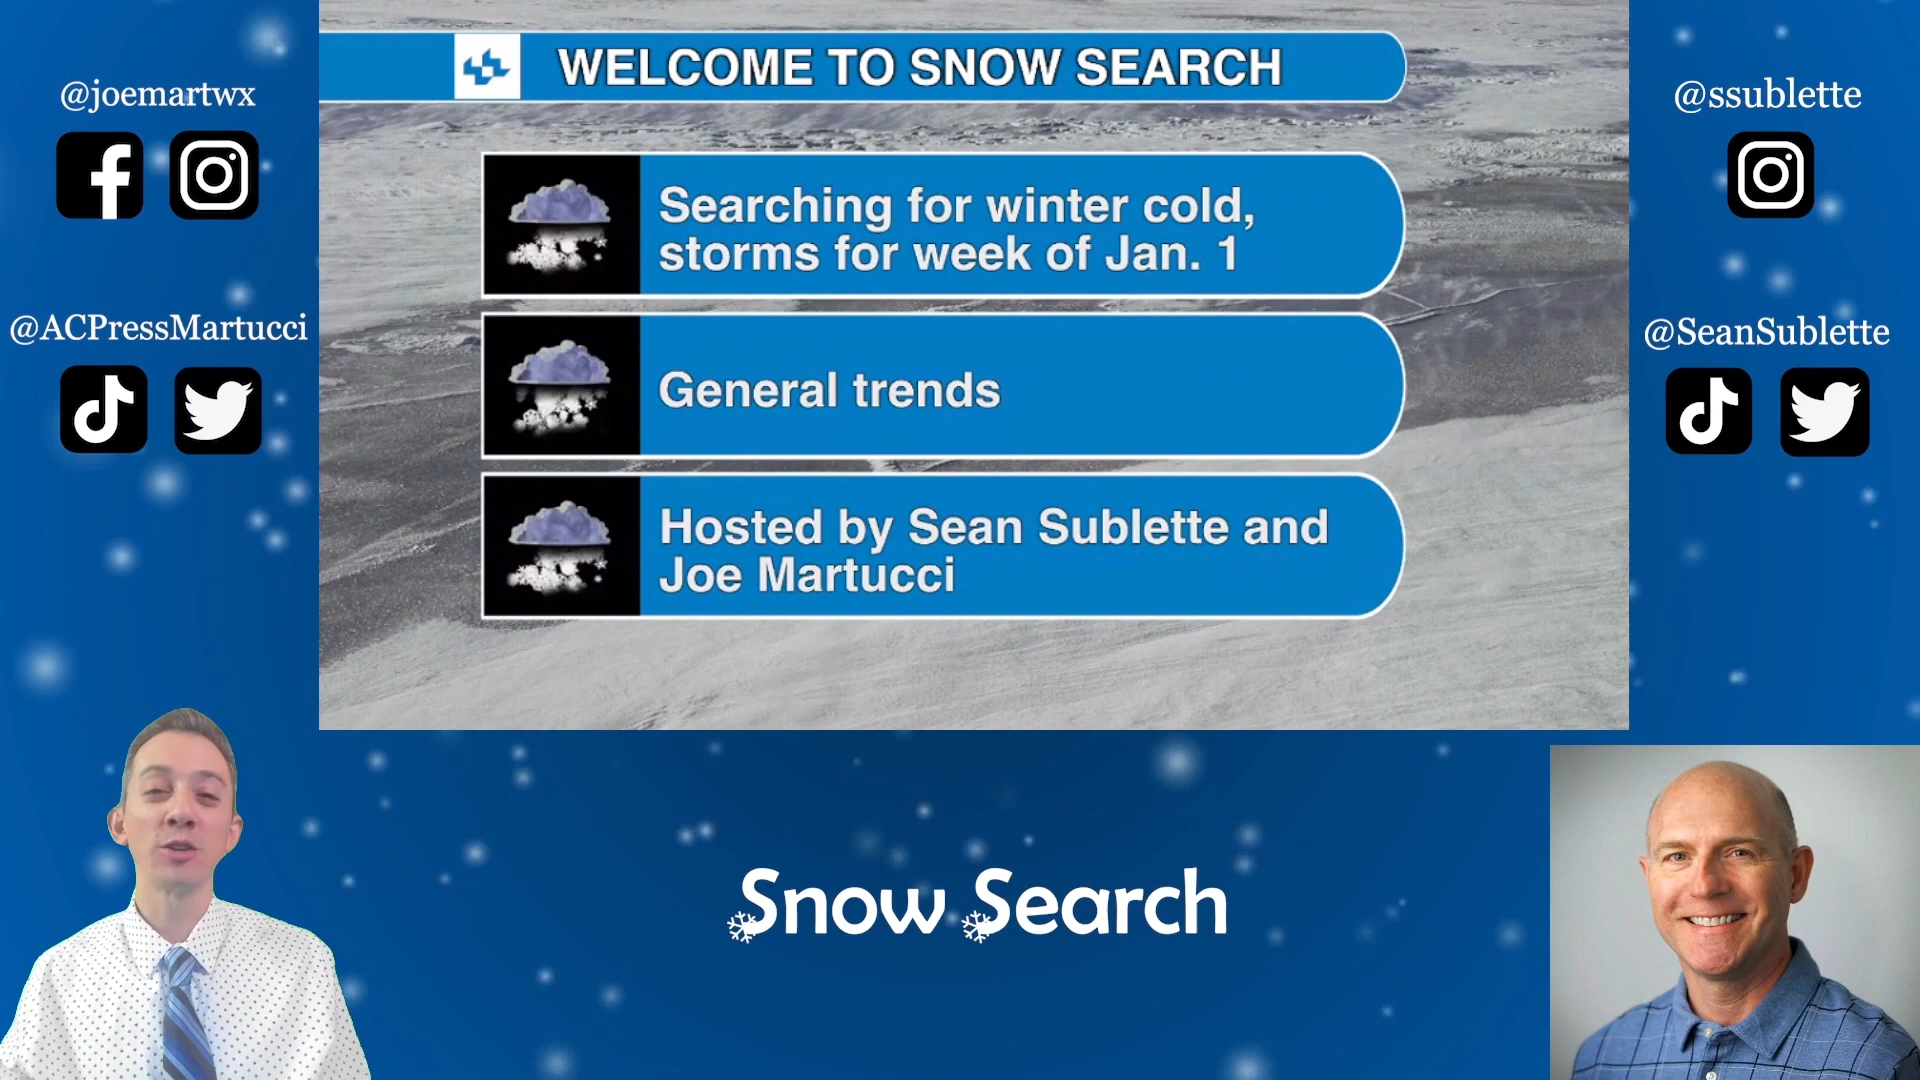 WELCOME TO SNOW SEARCH
@joemartwx
@ssublette
Searching for winter cold,
storms for week of Jan. 1
@ACPressMartucci
@SeanSublette
General trends
Hosted by Sean Sublette and
Joe Martucci
Snow Search